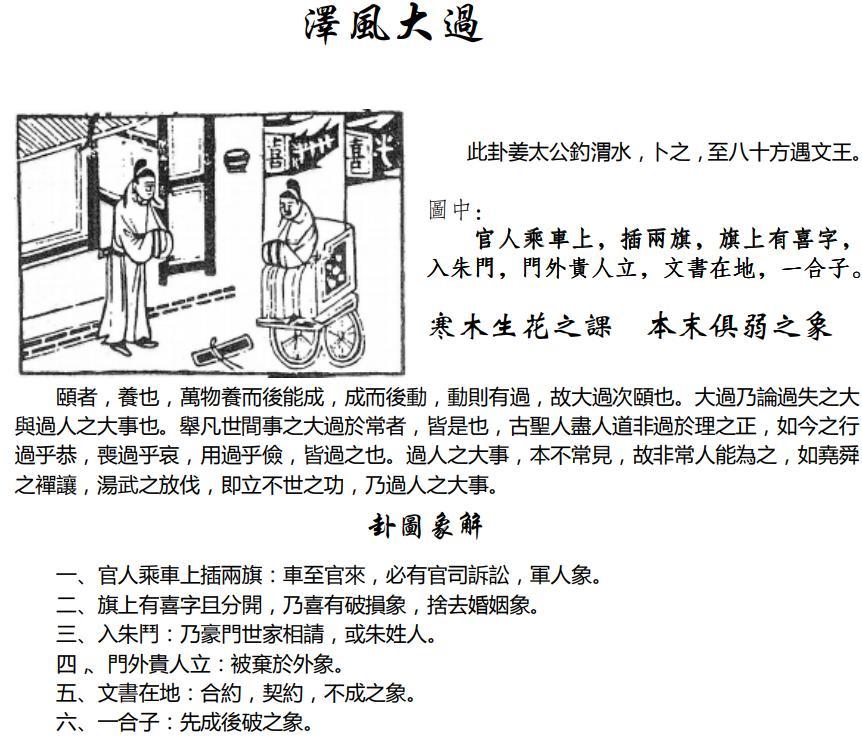 澤風大過
喜
喜
此卦姜太公釣渭水，卜之，至八十方遇文王。
圖中：
官人乘車上，插兩旗，旗上有喜字，
入朱門，門外貴人立，文書在地，一合子。
寒木生花之課　本末俱弱之象
頤者，養也，萬物養而後能成，成而後動，動則有過，故大過次頤也。大過乃論過失之大
與過人之大事也。舉凡世間事之大過於常者，皆是也，古聖人盡人道非過於理之正，如今之行
過乎恭，喪過乎哀，用過乎儉，皆過之也。過人之大事，本不常見，故非常人能為之，如堯舜
之禪讓，湯武之放伐，即立不世之功，乃過人之大事。
卦圖象解
一、官人乘車上插兩旗：車至官來，必有官司訴訟，軍人象。
二、旗上有喜字且分開，乃喜有破損象，捨去婚姻象。
三、入朱鬥：乃豪門世家相請，或朱姓人。
四、、門外貴人立：被棄於外象。
五、文書在地：合約，契約，不成之象。
六、一合子：先成後破之象。